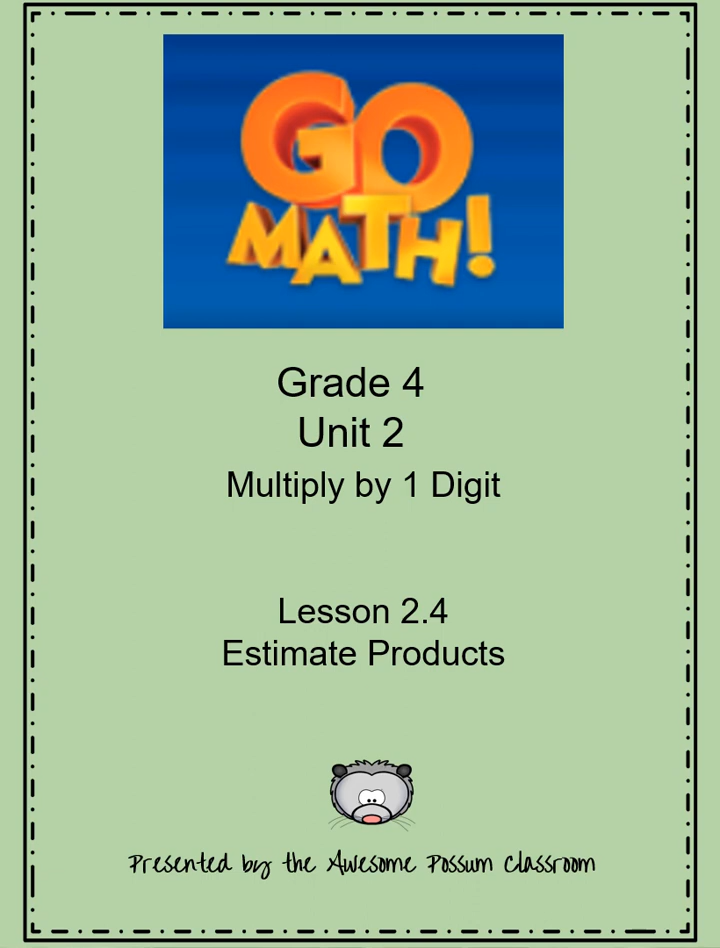 GO
MATH!
Grade 4
Unit 2
Multiply by 1 Digit
Lesson 2.4
Estimate Products
Presented by the Awesome Possum Classroom